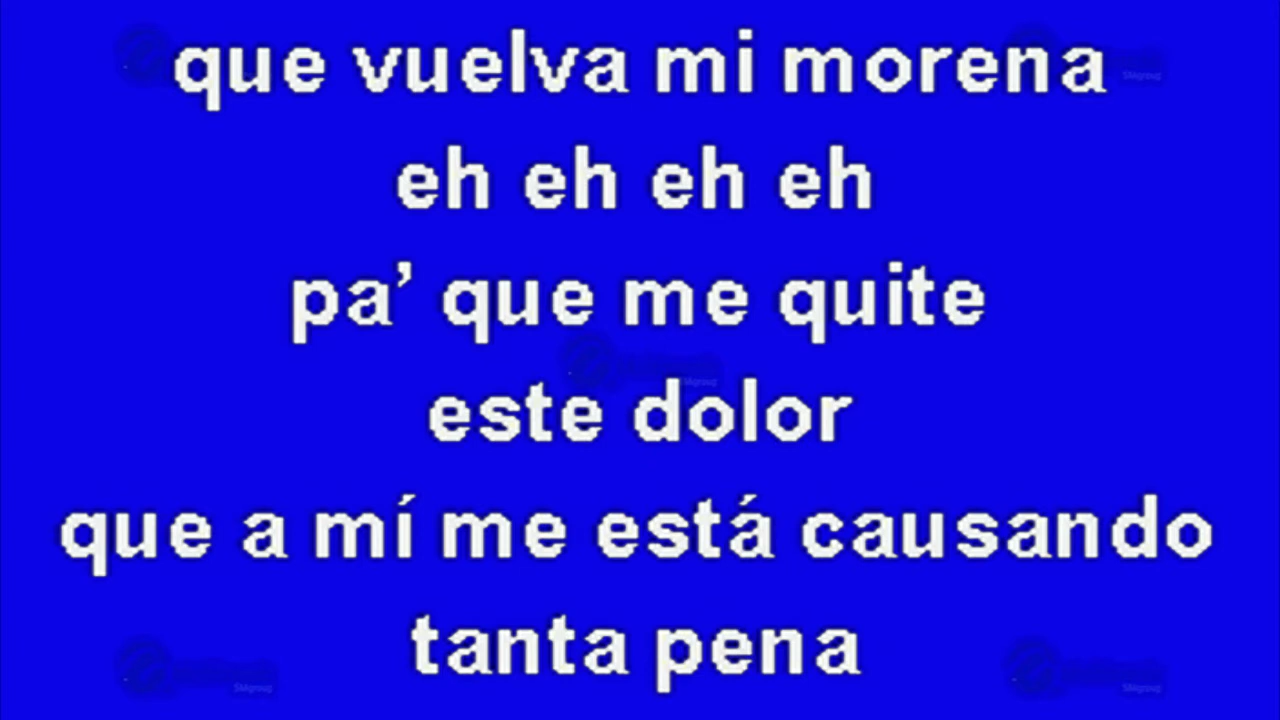 que vuelva mi morena
eh eh eh eh
pa’ que me quite
este dolor
que a mí me está causando
tanta pena